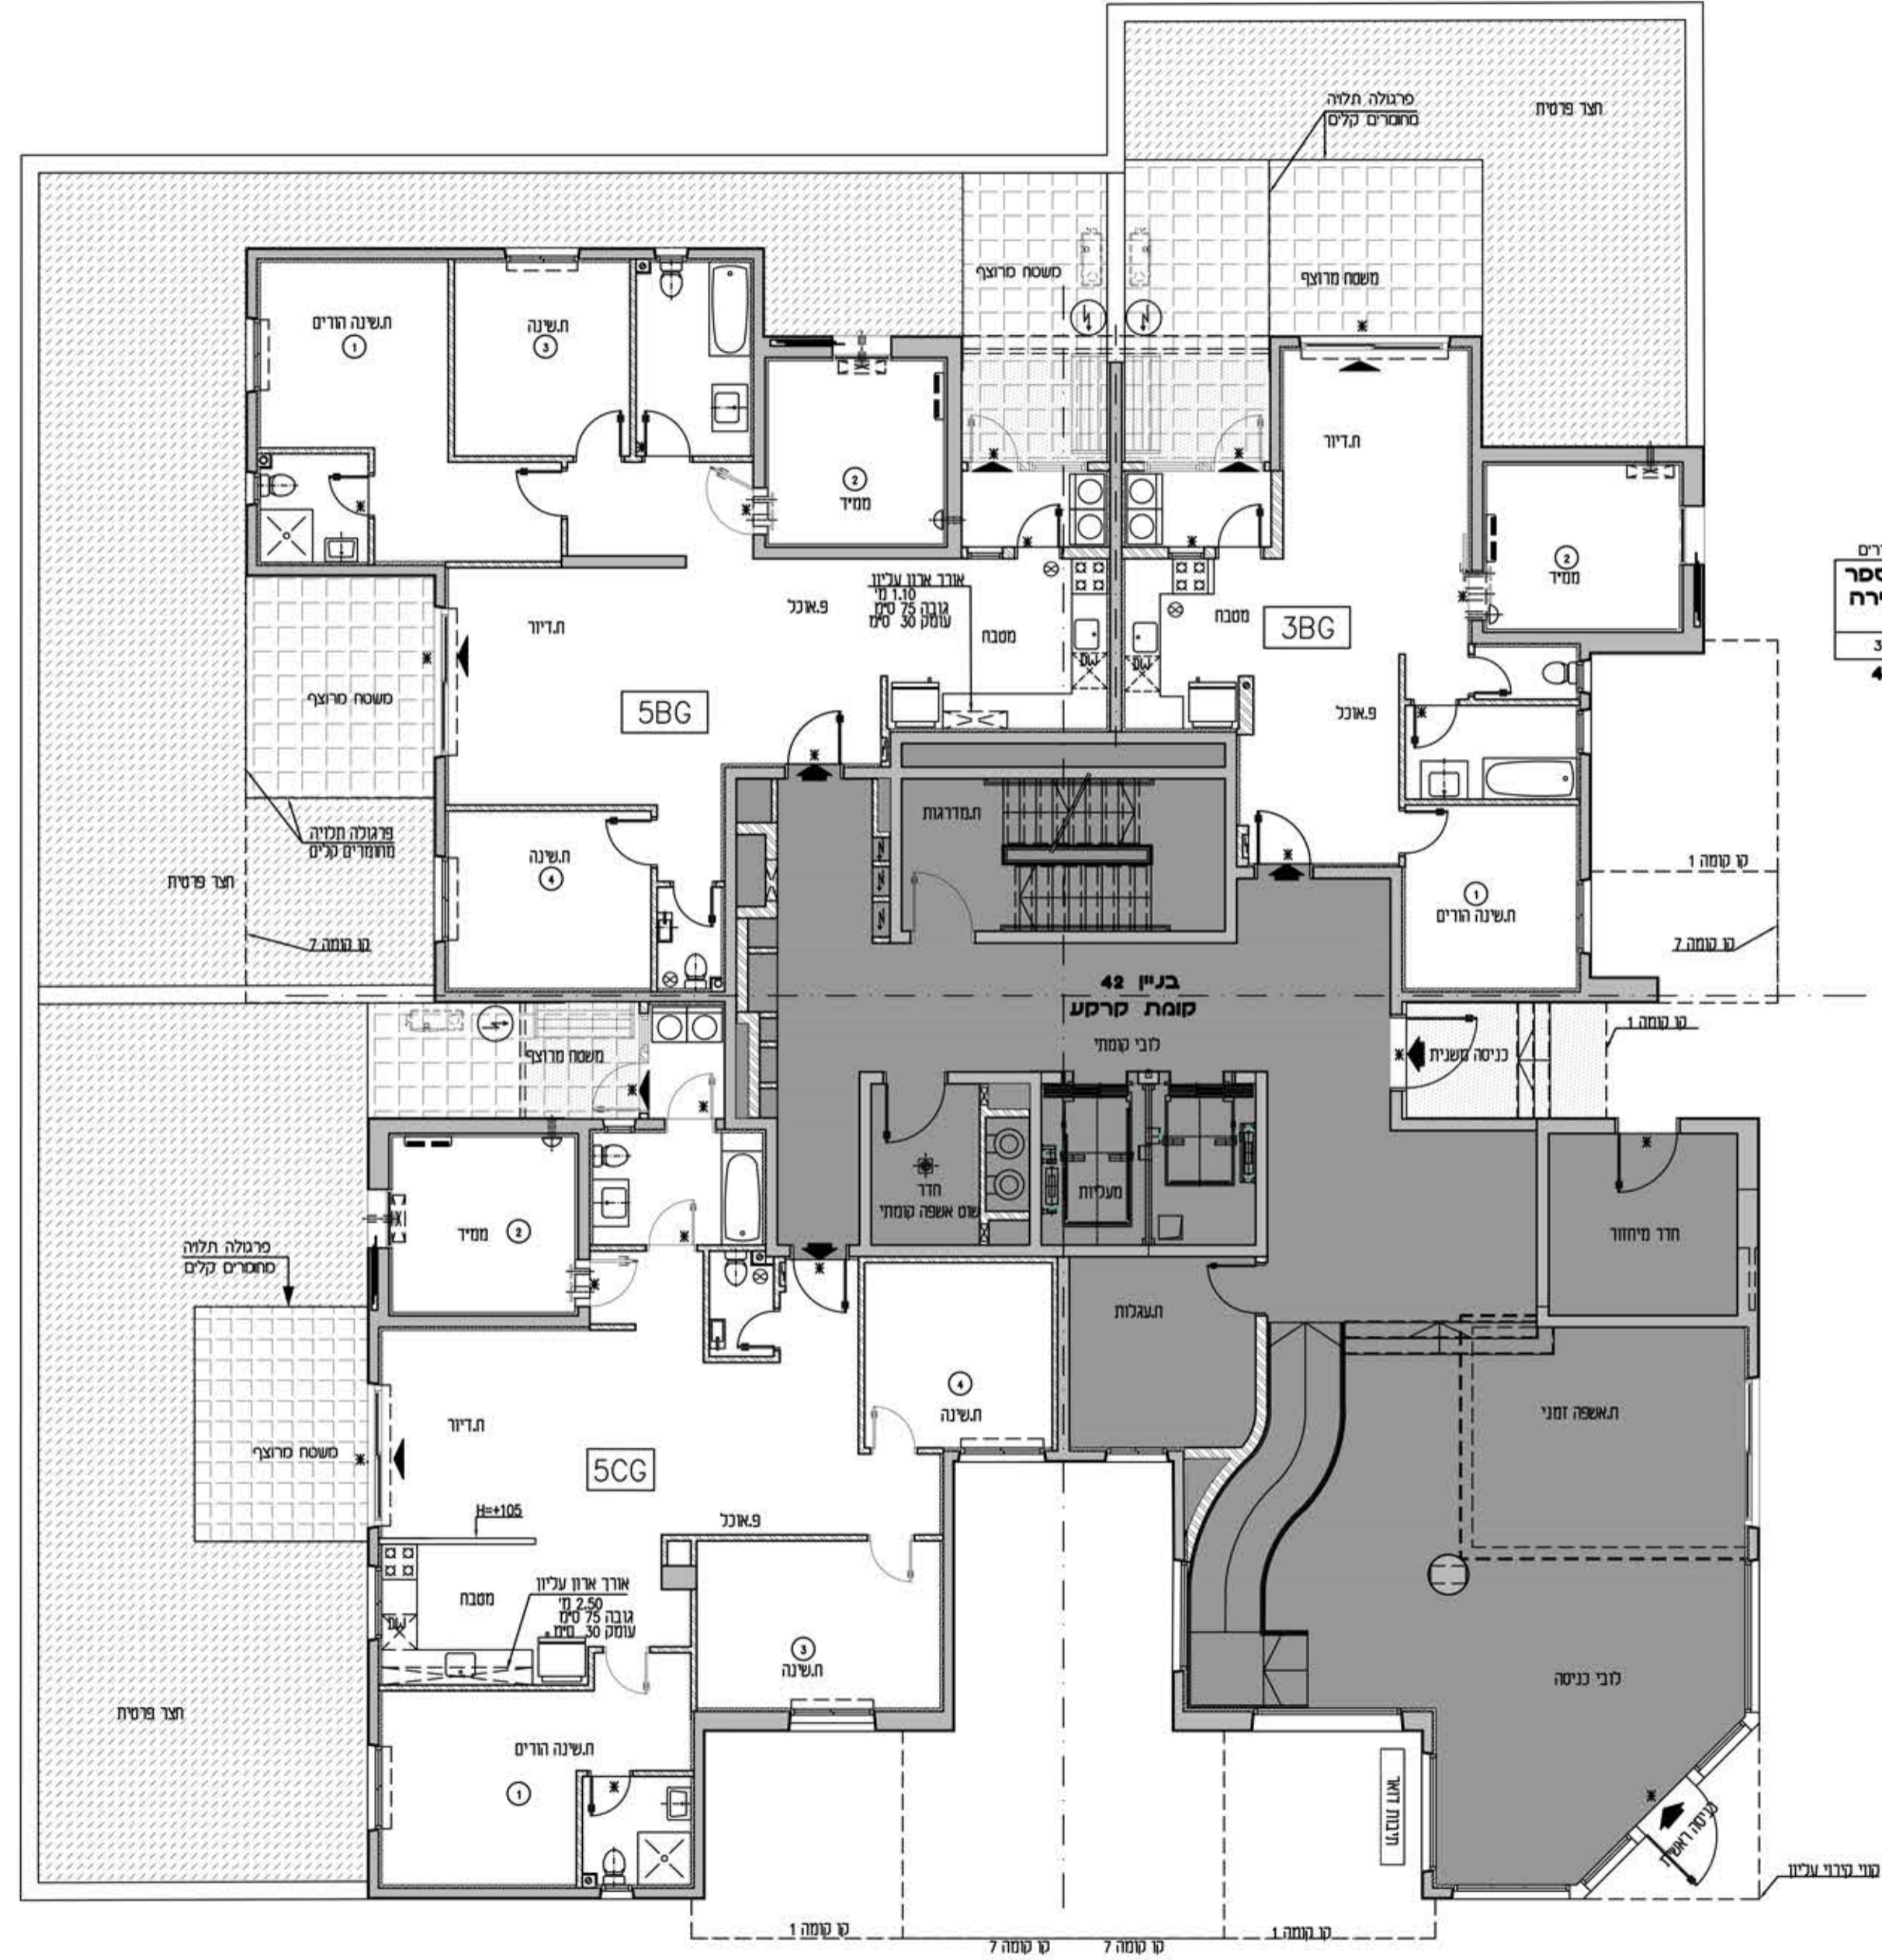 חצר פרטית
פרגולה תלויה
מחומרים קלים
משטח מרוצף
משטח מרוצף
ח.שינה הורים
1
ח.שינה
3
2
ממיד
ח.דיור
2
ממיד
ח.דיור
פ.אוכל
אורך ארון עליון
1.10 מ'
גובה 75 ס"מ
עומק 30 ס"מ
מטבח
DW
DW
מטבח
3BG
משטח מרוצף
5BG
פ.אוכל
פרגולה תלויה
מחומרים קלים
חצר פרטית
ח.שינה
4
קו קומה 7
ח.מדרגות
1
ח.שינה הורים
קו קומה 1
קו קומה 7
בניין 42
קומת קרקע
לובי קומתי
כניסה משנית
קו קומה 1
משטח מרוצף
ממיד
2
חדר
שוט אשפה קומתי
מעליות
חדר מיחזור
פרגולה תלויה
מחומרים קלים
ח.עגלות
משטח מרוצף
ח.דיור
4
ח.שינה
ח.אשפה זמני
5CG
H=+105
פ.אוכל
מטבח
DW
אורך ארון עליון
2.50 מ'
גובה 75 ס"מ
עומק 30 ס"מ
3
ח.שינה
לובי כניסה
חצר פרטית
ח.שינה הורים
1
תיבות דואר
כניסה ראשית
קווי קירוי עליון
קו קומה 1
קו קומה 7
קו קומה 7
קו קומה 1